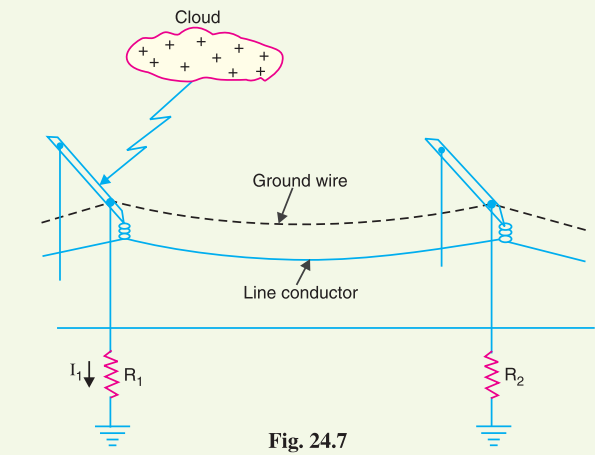 Cloud
Ground wire
Line conductor
I₁
R₁
R₂
Fig. 24.7